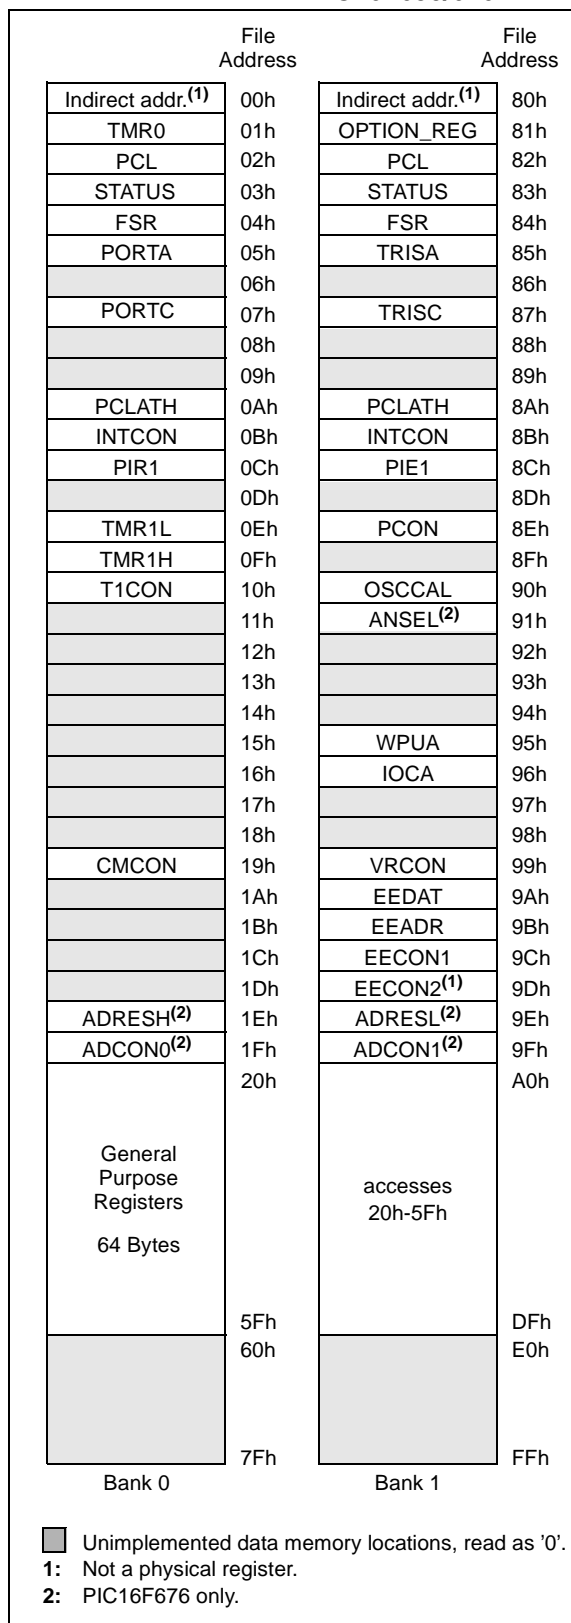 File Address File Address
Indirect addr.(1) 00h Indirect addr.(1) 80h
TMR0 01h OPTION_REG 81h
PCL 02h PCL 82h
STATUS 03h STATUS 83h
FSR 04h FSR 84h
PORTA 05h TRISA 85h
06h 86h
PORTC 07h TRISC 87h
08h 88h
09h 89h
PCLATH 0Ah PCLATH 8Ah
INTCON 0Bh INTCON 8Bh
PIR1 0Ch PIE1 8Ch
0Dh 8Dh
TMR1L 0Eh PCON 8Eh
TMR1H 0Fh 8Fh
T1CON 10h OSCCAL 90h
11h ANSEL(2) 91h
12h 92h
13h 93h
14h 94h
15h WPUA 95h
16h IOCA 96h
17h 97h
18h 98h
CMCON 19h VRCON 99h
1Ah EEDAT 9Ah
1Bh EEADR 9Bh
1Ch EECON1 9Ch
1Dh EECON2(1) 9Dh
ADRESH(2) 1Eh ADRESL(2) 9Eh
ADCON0(2) 1Fh ADCON1(2) 9Fh
20h A0h
General
Purpose
Registers
64 Bytes
accesses
20h-5Fh
5Fh DFh
60h E0h
7Fh FFh
Bank 0 Bank 1
Unimplemented data memory locations, read as '0'.
1: Not a physical register.
2: PIC16F676 only.